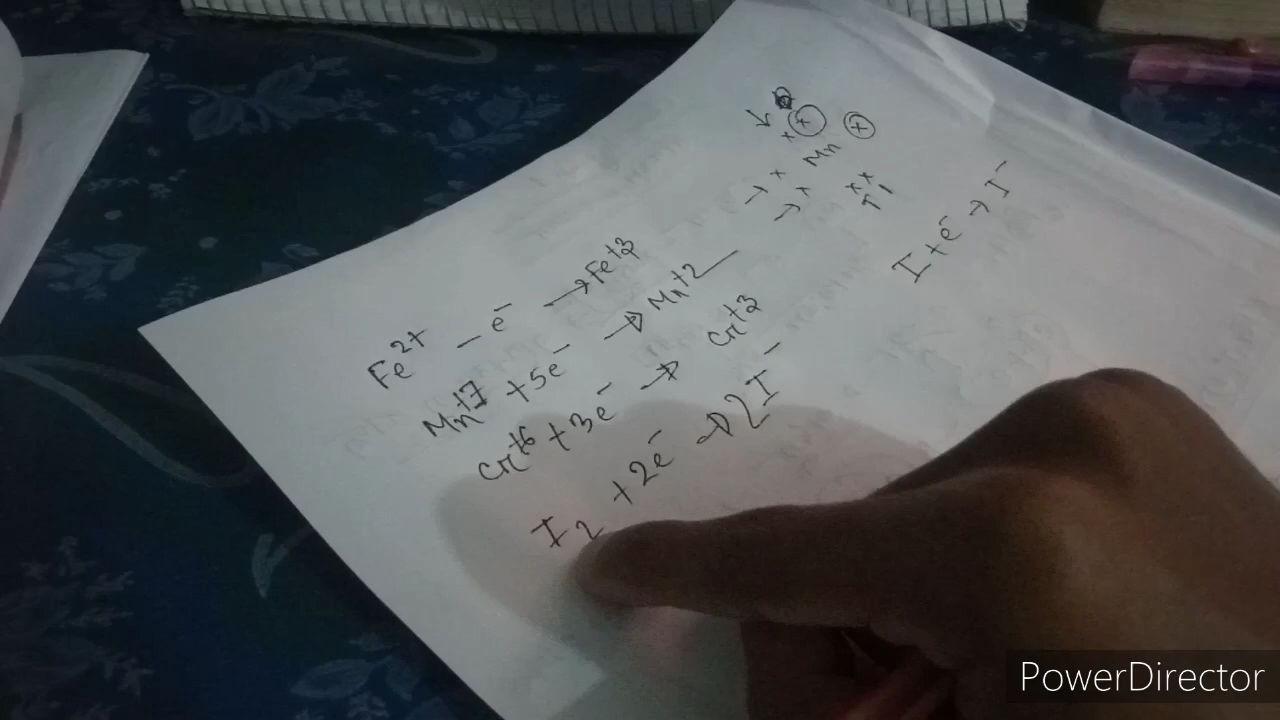 Fe2+ — e- → Fe+3
Mn+7 + 5e- → Mn+2
Cr+6 + 3e- → Cr+3
I2 + 2e- → 2I-
x Mn
I + e- → I-
PowerDirector